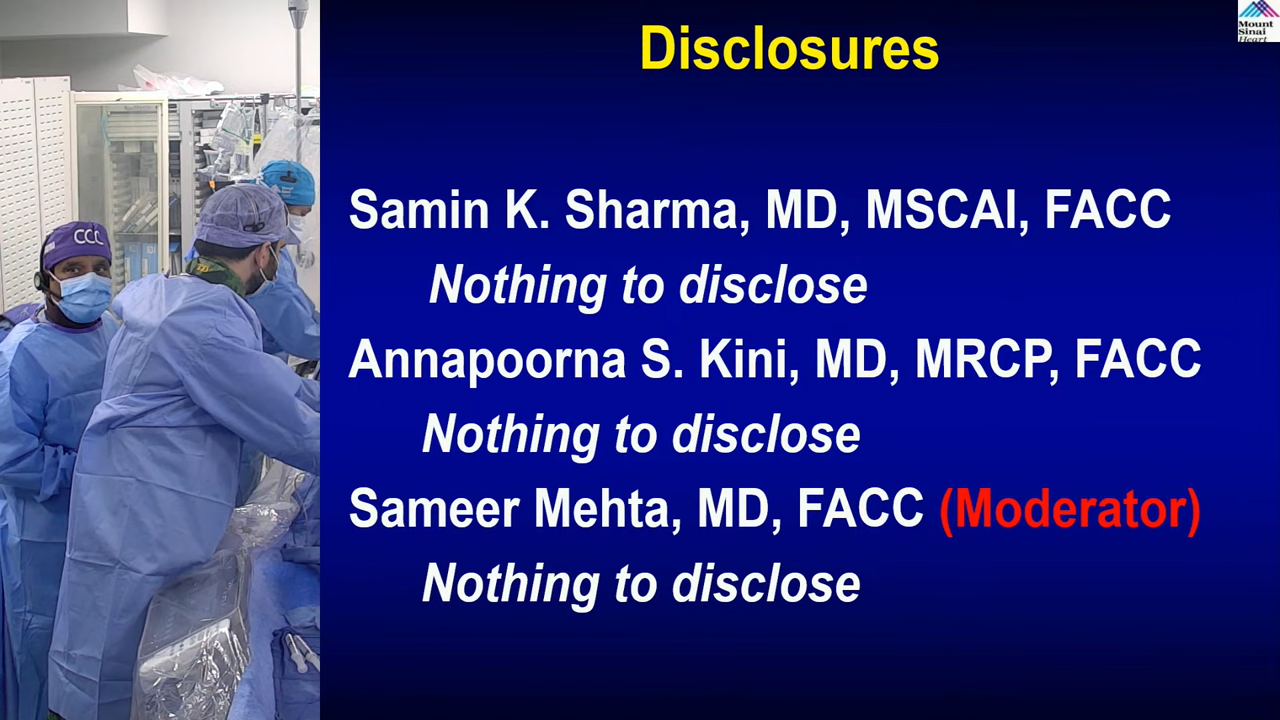 Disclosures
Mount
Sinai
Heart
CCC
Samin K. Sharma, MD, MSCAI, FACC
Nothing to disclose
Annapoorna S. Kini, MD, MRCP, FACC
Nothing to disclose
Sameer Mehta, MD, FACC (Moderator)
Nothing to disclose